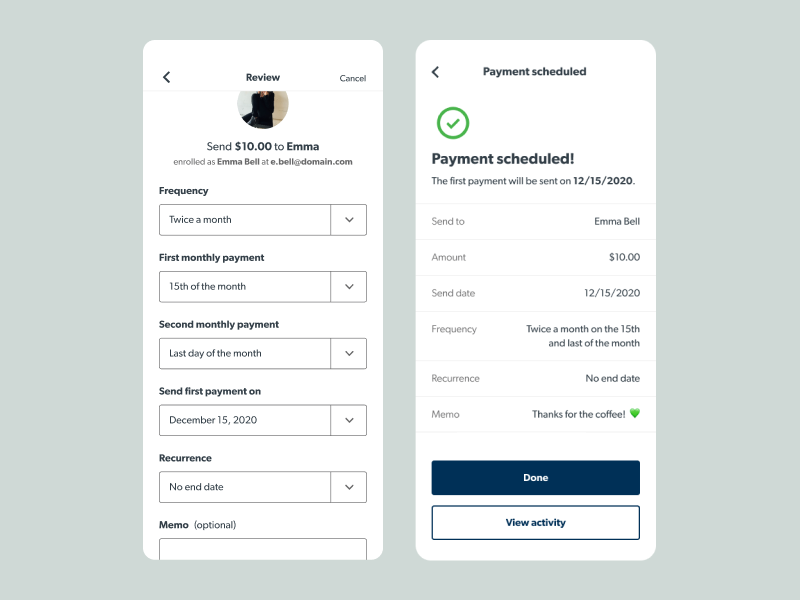 Review
Cancel
Send $10.00 to Emma
enrolled as Emma Bell at e.bell@domain.com
Frequency
Twice a month
First monthly payment
15th of the month
Second monthly payment
Last day of the month
Send first payment on
December 15, 2020
Recurrence
No end date
Memo (optional)
Payment scheduled
Payment scheduled!
The first payment will be sent on 12/15/2020.
Send to
Emma Bell
Amount
$10.00
Send date
12/15/2020
Frequency
Twice a month on the 15th
and last of the month
Recurrence
No end date
Memo
Thanks for the coffee! 💚
Done
View activity